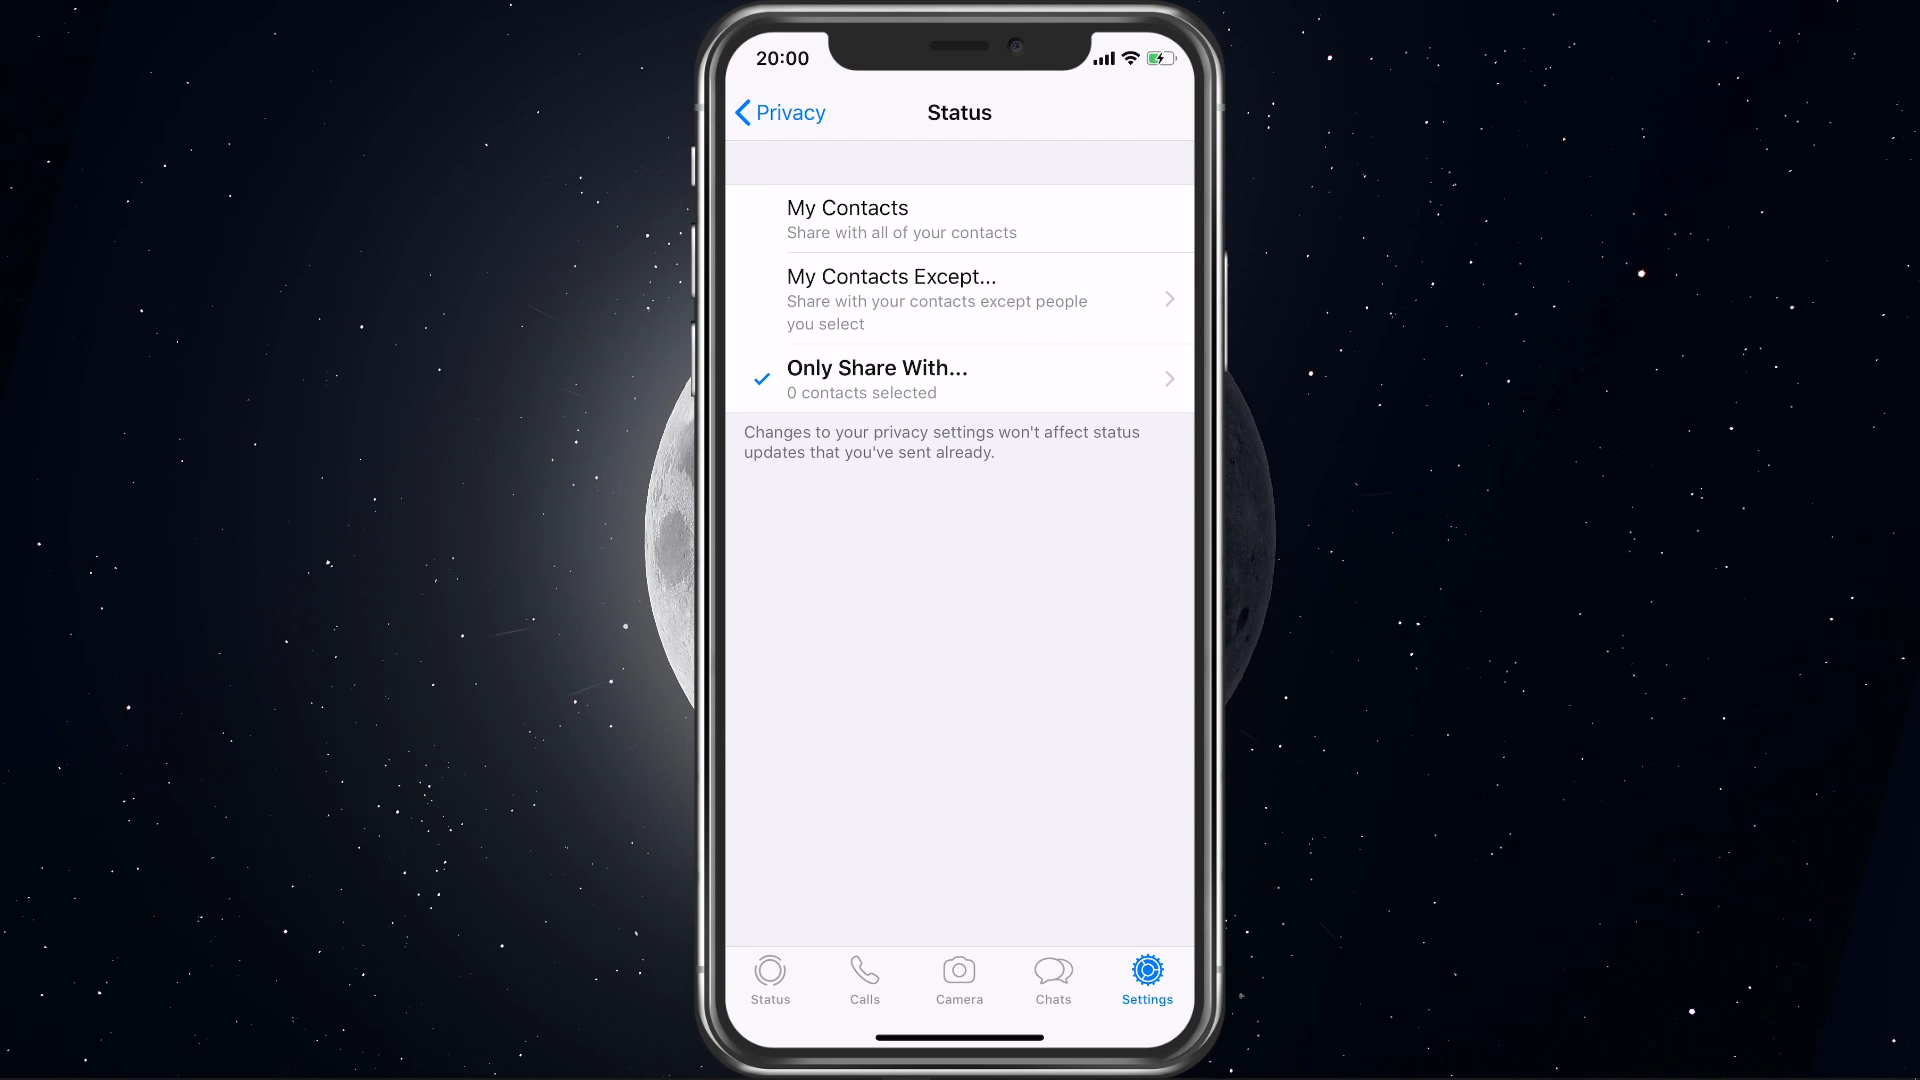 20:00
Privacy
Status
My Contacts
Share with all of your contacts
My Contacts Except...
Share with your contacts except people
you select
Only Share With...
0 contacts selected
Changes to your privacy settings won't affect status
updates that you've sent already.
Status
Calls
Camera
Chats
Settings